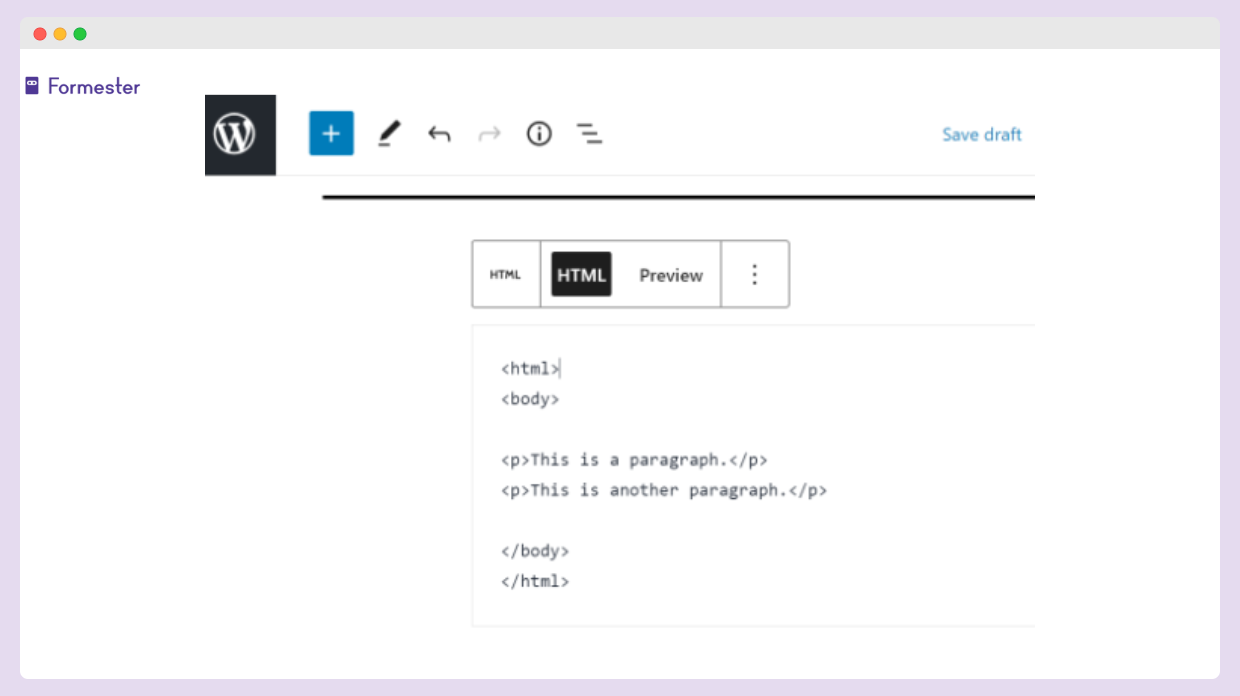 Formester
Save draft
HTML HTML Preview
<html>
<body>
<p>This is a paragraph.</p>
<p>This is another paragraph.</p>
</body>
</html>